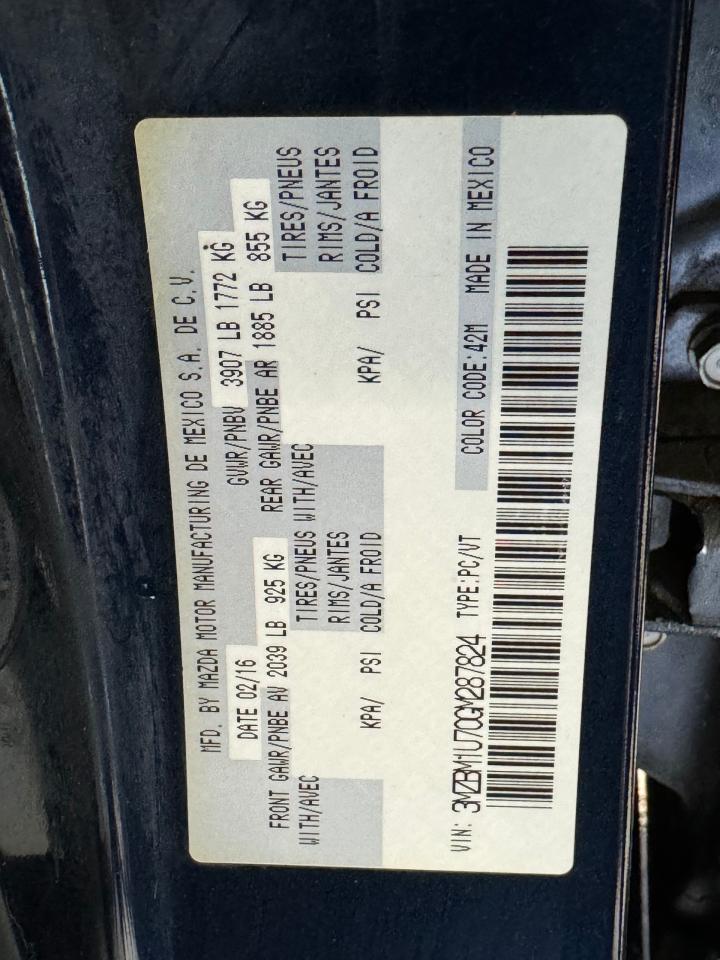 MFD. BY MAZDA MOTOR MANUFACTURING DE MEXICO S.A. DE C.V.
DATE 02/16 GVWR/PNBV 3907 LB 1772 KG
FRONT GAWR/PNBE AV 2039 LB 925 KG REAR GAWR/PNBE AR 1885 LB 855 KG
WITH/AVEC TIRES/PNEUS WITH/AVEC TIRES/PNEUS
RIMS/JANTES RIMS/JANTES
KPA/ PSI COLD/A FROID KPA/ PSI COLD/A FROID
VIN: 3MZBM1U70GM287824 TYPE:PC/VT COLOR CODE:42M MADE IN MEXICO